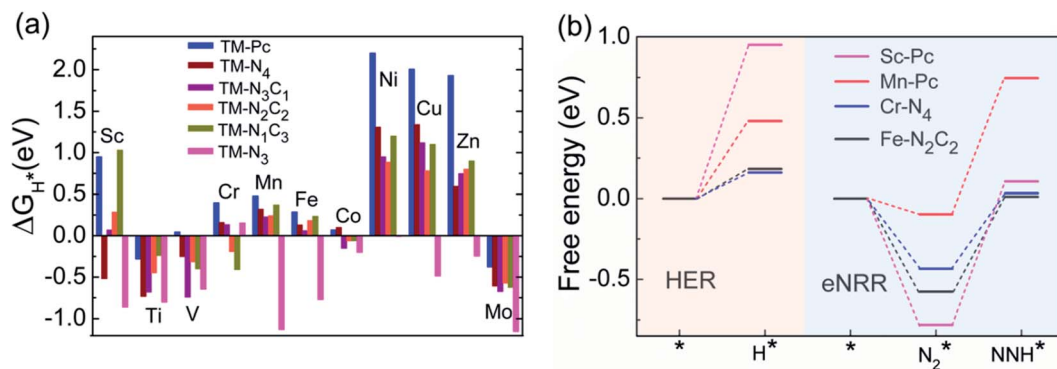 (a)
ΔG_H*(eV)
2.0
1.5
1.0
0.5
0.0
-0.5
-1.0
TM-Pc
TM-N₄
TM-N₃C₁
TM-N₂C₂
TM-N₁C₃
TM-N₃
Sc
Ti
V
Cr
Mn
Fe
Co
Ni
Cu
Zn
Mo
(b)
Free energy (eV)
1.0
0.5
0.0
-0.5
Sc-Pc
Mn-Pc
Cr-N₄
Fe-N₂C₂
HER
eNRR
* H* * N₂* NNH*